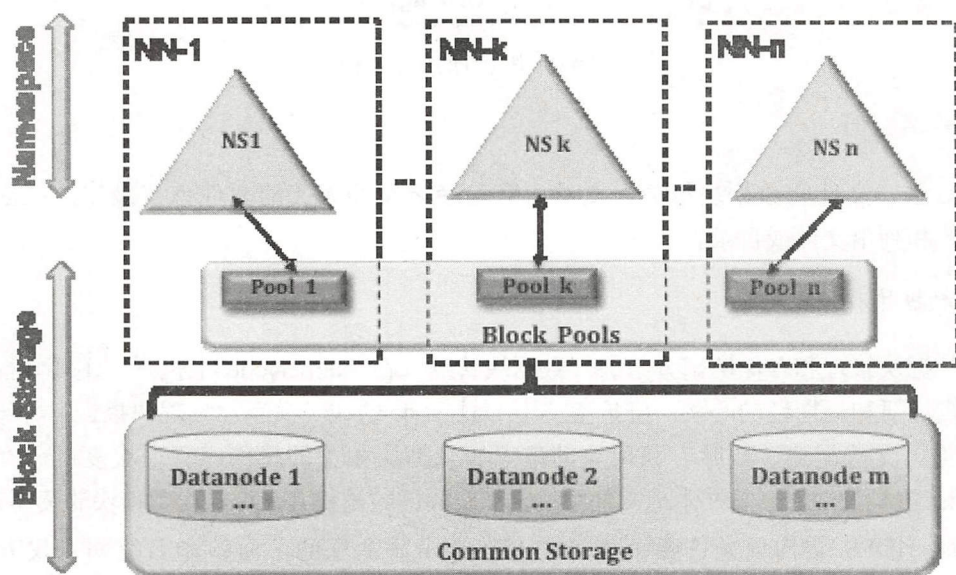 Namespace
NN-1
NN-k
NN-n
NS1
NS k
NS n
...
...
Block Storage
Pool 1
Pool k
Pool n
Block Pools
Datanode 1
...
Datanode 2
...
Datanode m
...
Common Storage